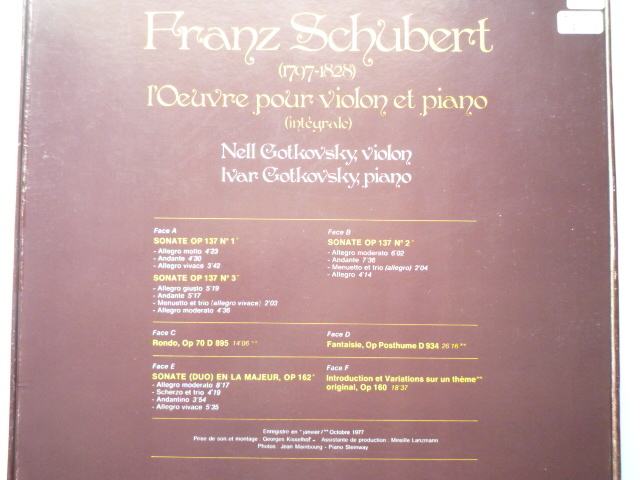 Franz Schubert
(1797-1828)
l'Oeuvre pour violon et piano
(intégrale)
Nell Gotkovsky, violon
Ivar Gotkovsky, piano
Face A
SONATE OP 137 N° 1*
- Allegro molto 4'23
- Andante 4'30
- Allegro vivace 3'42
SONATE OP 137 N° 3*
- Allegro giusto 5'19
- Andante 5'17
- Menuetto et trio (allegro vivace) 2'03
- Allegro moderato 4'36
Face B
SONATE OP 137 N° 2*
- Allegro moderato 6'02
- Andante 7'36
- Menuetto et trio (allegro) 2'04
- Allegro 4'14
Face C
Rondo, Op 70 D 895 14'06**
Face D
Fantaisie, Op Posthume D 934 26'16**
Face E
SONATE (DUO) EN LA MAJEUR, OP 162*
- Allegro moderato 8'17
- Scherzo et trio 4'19
- Andantino 3'54
- Allegro vivace 5'35
Face F
Introduction et Variations sur un thème**
original, Op 160 18'37
Enregistré en *janvier/**Octobre 1977
Prise de son et montage : Georges Kisselhoff - Assistante de production : Mireille Lanzmann
Photos : Jean Mainbourg - Piano Steinway